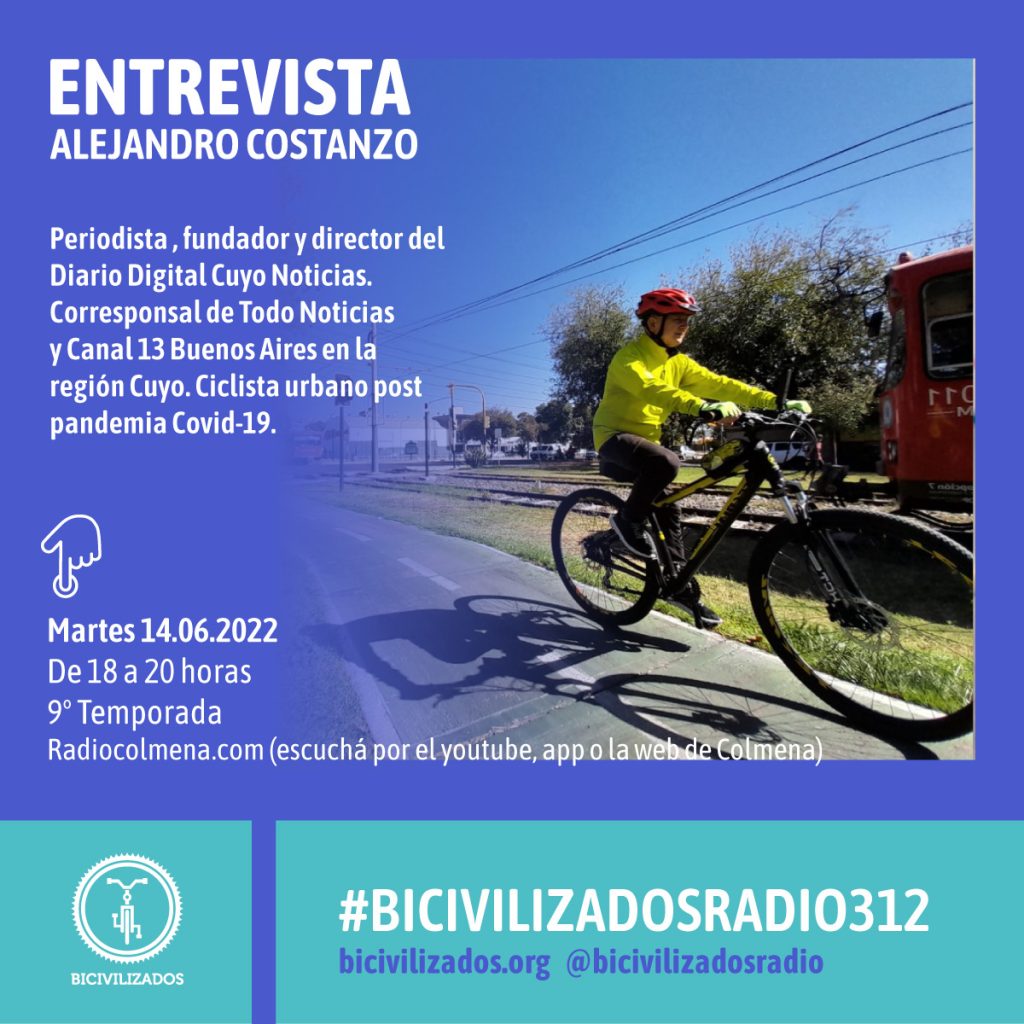 ENTREVISTA
ALEJANDRO COSTANZO
Periodista , fundador y director del
Diario Digital Cuyo Noticias.
Corresponsal de Todo Noticias
y Canal 13 Buenos Aires en la
región Cuyo. Ciclista urbano post
pandemia Covid-19.
Martes 14.06.2022
De 18 a 20 horas
9° Temporada
Radiocolmena.com (escuchá por el youtube, app o la web de Colmena)
BICIVILIZADOS
#BICIVILIZADOSRADIO312
bicivilizados.org @bicivilizadosradio